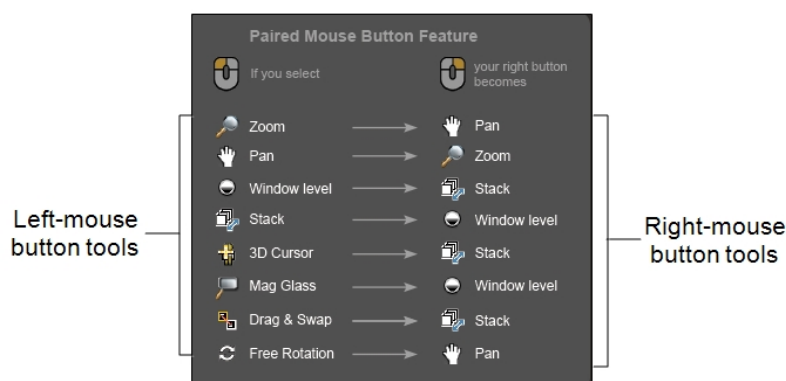 Paired Mouse Button Feature
If you select
your right button
becomes
Zoom Pan
Pan Zoom
Window level Stack
Stack Window level
3D Cursor Stack
Mag Glass Window level
Drag & Swap Stack
Free Rotation Pan
Left-mouse
button tools
Right-mouse
button tools